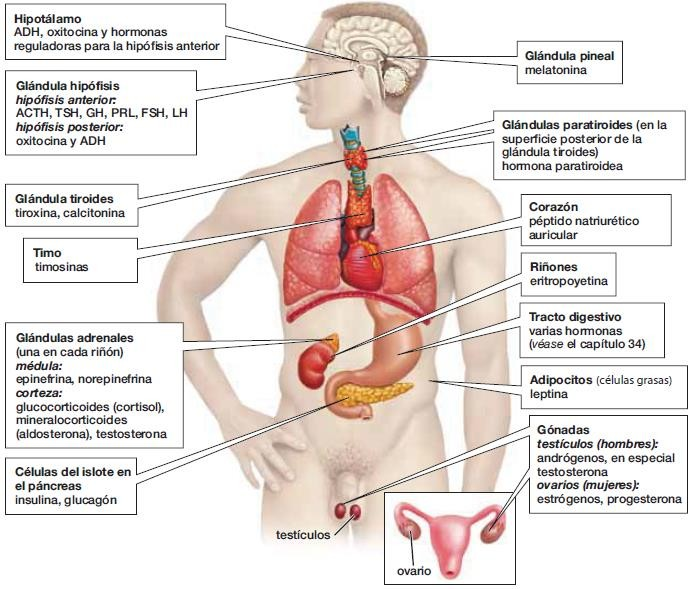 Hipotálamo
ADH, oxitocina y hormonas
reguladoras para la hipófisis anterior
Glándula hipófisis
hipófisis anterior:
ACTH, TSH, GH, PRL, FSH, LH
hipófisis posterior:
oxitocina y ADH
Glándula tiroides
tiroxina, calcitonina
Timo
timosinas
Glándulas adrenales
(una en cada riñón)
médula:
epinefrina, norepinefrina
corteza:
glucocorticoides (cortisol),
mineralocorticoides
(aldosterona), testosterona
Células del islote en
el páncreas
insulina, glucagón
Glándula pineal
melatonina
Glándulas paratiroides (en la
superficie posterior de la
glándula tiroides)
hormona paratiroidea
Corazón
péptido natriurético
auricular
Riñones
eritropoyetina
Tracto digestivo
varias hormonas
(véase el capítulo 34)
Adipocitos (células grasas)
leptina
Gónadas
testículos (hombres):
andrógenos, en especial
testosterona
ovarios (mujeres):
estrógenos, progesterona
testículos
ovario